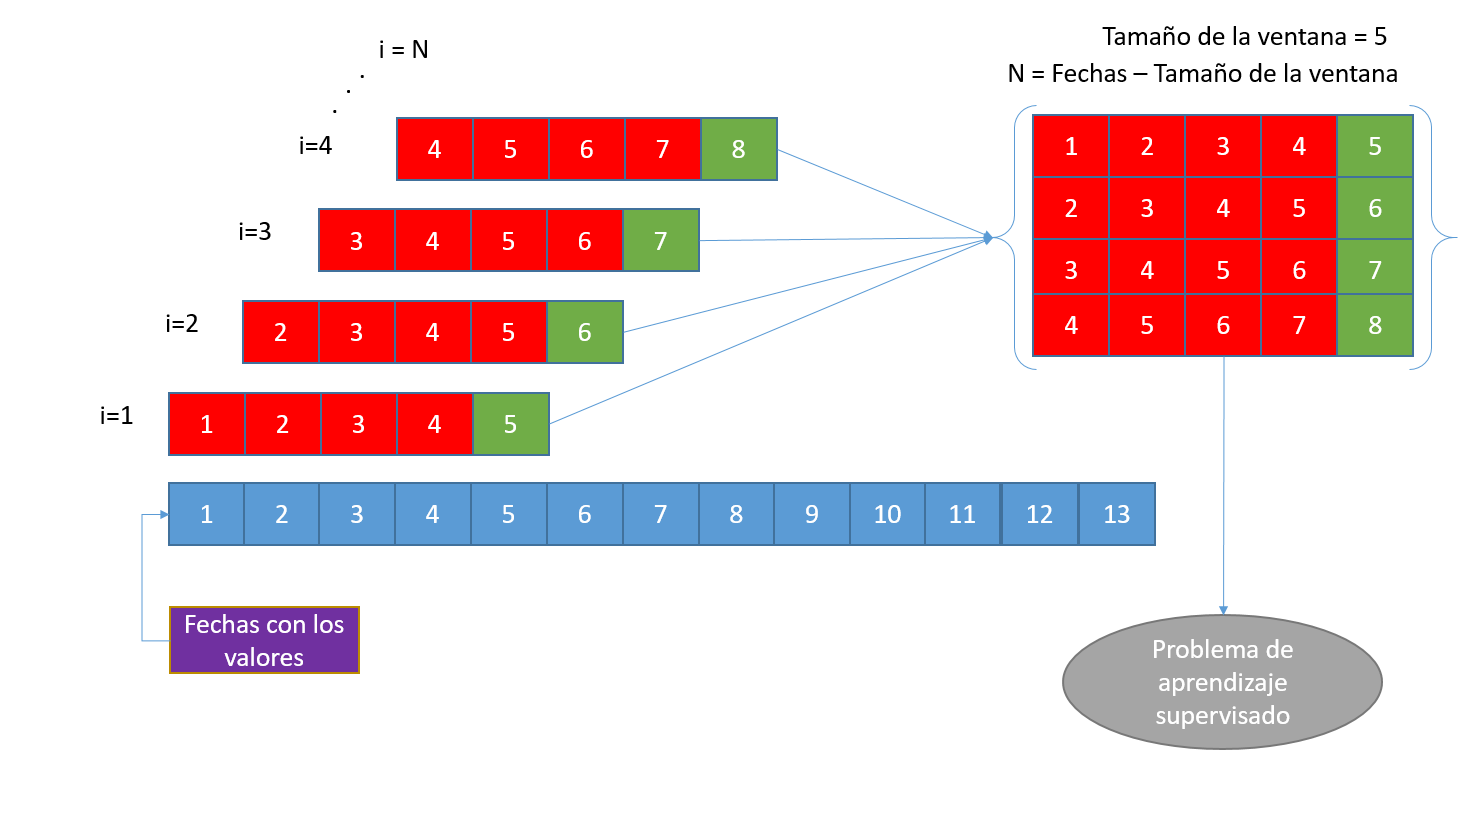 i = N
.
.
.
i=4
4 5 6 7 8
i=3
3 4 5 6 7
i=2
2 3 4 5 6
i=1
1 2 3 4 5
1 2 3 4 5 6 7 8 9 10 11 12 13
Fechas con los
valores
Tamaño de la ventana = 5
N = Fechas – Tamaño de la ventana
1 2 3 4 5
2 3 4 5 6
3 4 5 6 7
4 5 6 7 8
Problema de
aprendizaje
supervisado